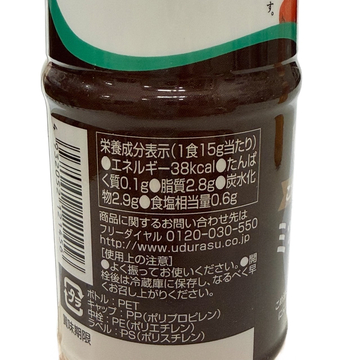 す。
栄養成分表示(1食15g当たり)
●エネルギー38kcal●たんぱ
く質0.1g●脂質2.8g●炭水化
物2.9g●食塩相当量0.6g
商品に関するお問い合わせ先は
フリーダイヤル 0120-030-550
http://www.udurasu.co.jp
[使用上の注意]
●よく振ってお使いください。●開
栓後は冷蔵庫に保存し、なるべく早
くお召し上がりください。
ボトル:PET
キャップ:PP(ポリプロピレン)
中栓:PE(ポリエチレン)
ラベル:PS(ポリスチレン)
カラ
賞味期限
ミ